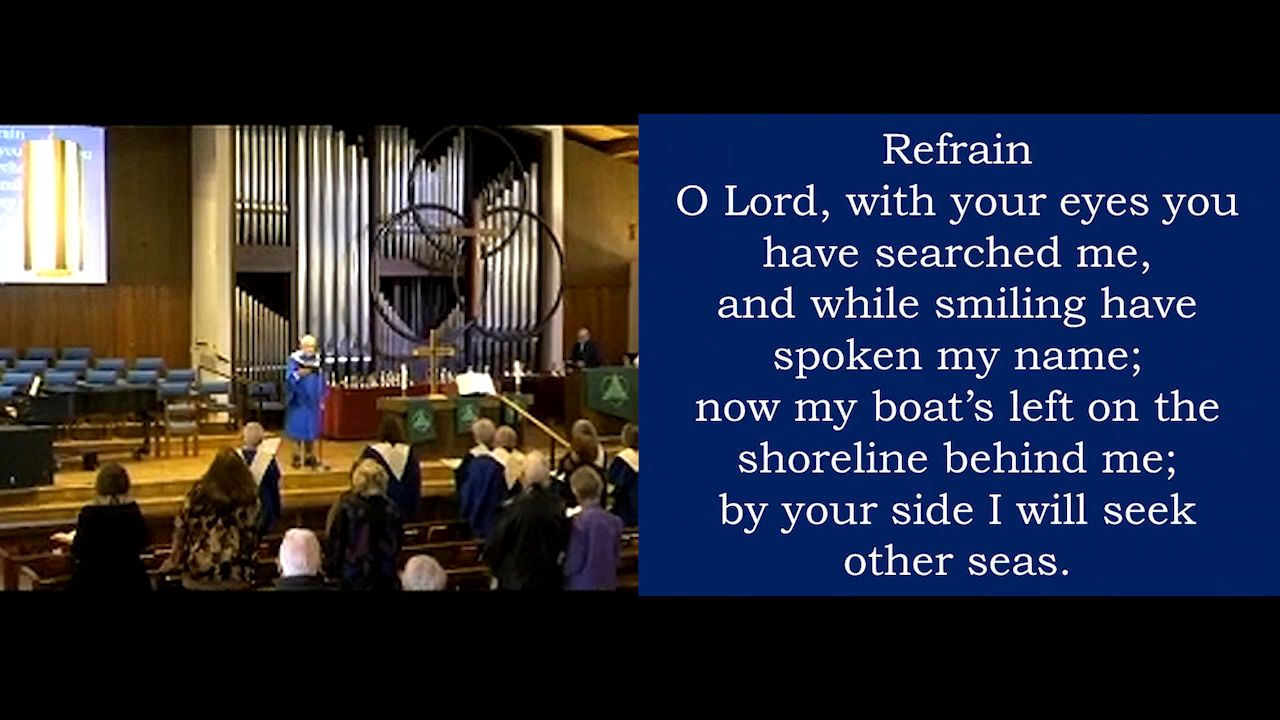 Refrain
O Lord, with your eyes you
have searched me,
and while smiling have
spoken my name;
now my boat’s left on the
shoreline behind me;
by your side I will seek
other seas.